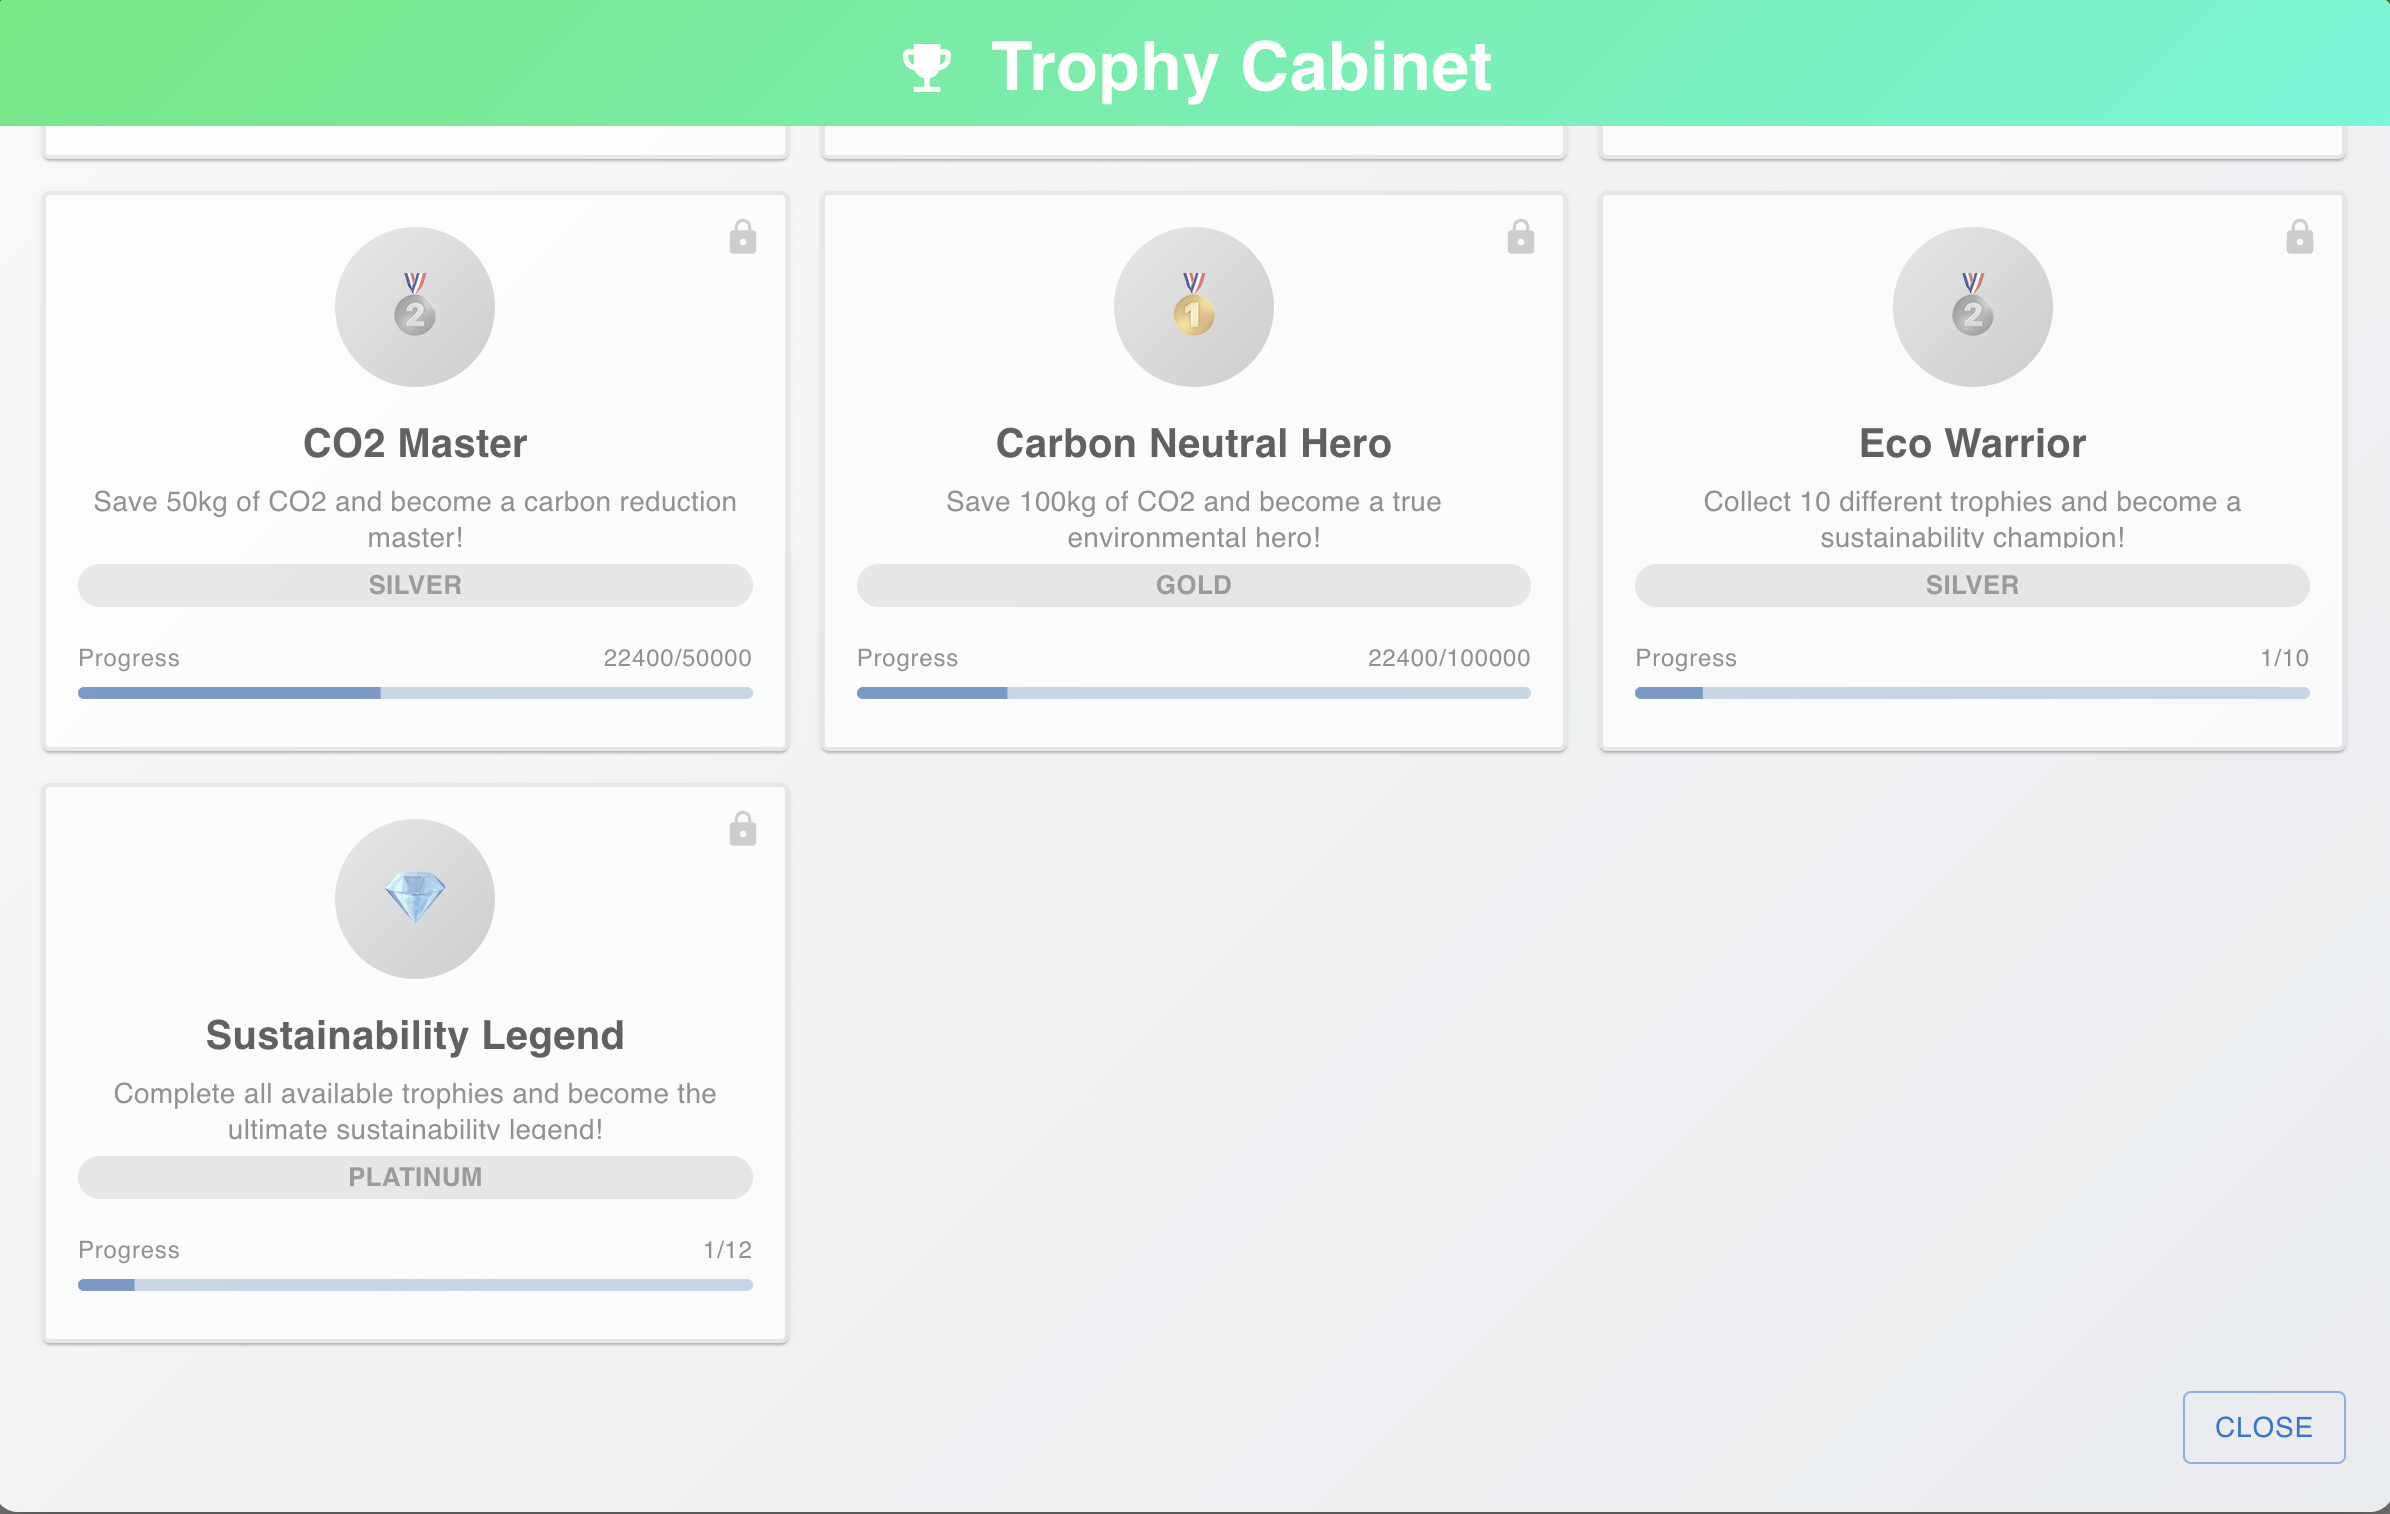 Trophy Cabinet
2
1
2
CO2 Master
Carbon Neutral Hero
Eco Warrior
Save 50kg of CO2 and become a carbon reduction
master!
Save 100kg of CO2 and become a true
environmental hero!
Collect 10 different trophies and become a
sustainability champion!
SILVER
GOLD
SILVER
Progress 22400/50000
Progress 22400/100000
Progress 1/10
Sustainability Legend
Complete all available trophies and become the
ultimate sustainability legend!
PLATINUM
Progress 1/12
CLOSE